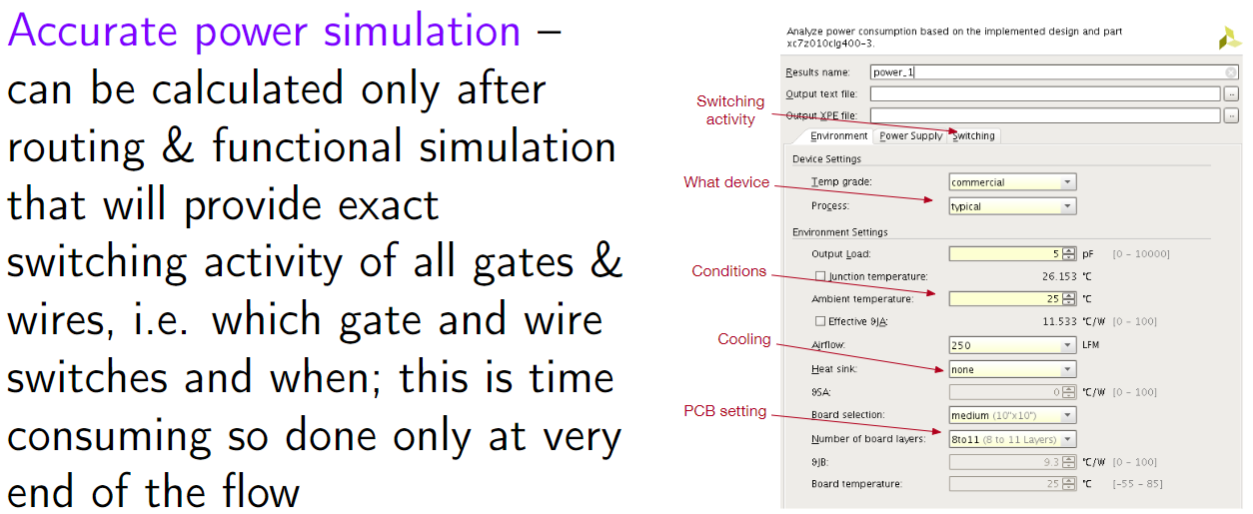 Accurate power simulation –
can be calculated only after
routing & functional simulation
that will provide exact
switching activity of all gates &
wires, i.e. which gate and wire
switches and when; this is time
consuming so done only at very
end of the flow
Analyze power consumption based on the implemented design and part
xc7z010clg400-3.
Results name: power_1
Output text file: ..
Output XPE file: ..
Switching
activity
Environment Power Supply Switching
Device Settings
Temp grade: commercial
What device
Process: typical
Environment Settings
Output Load: 5 pF [0 - 10000]
Junction temperature: 26.153 °C
Conditions
Ambient temperature: 25 °C
Effective ϑJA: 11.533 °C/W [0 - 100]
Cooling
Airflow: 250 LFM
Heat sink: none
ϑSA: 0 °C/W [0 - 100]
PCB setting
Board selection: medium (10"x10")
Number of board layers: 8to11 (8 to 11 Layers)
ϑJB: 9.3 °C/W [0 - 100]
Board temperature: 25 °C [-55 - 85]